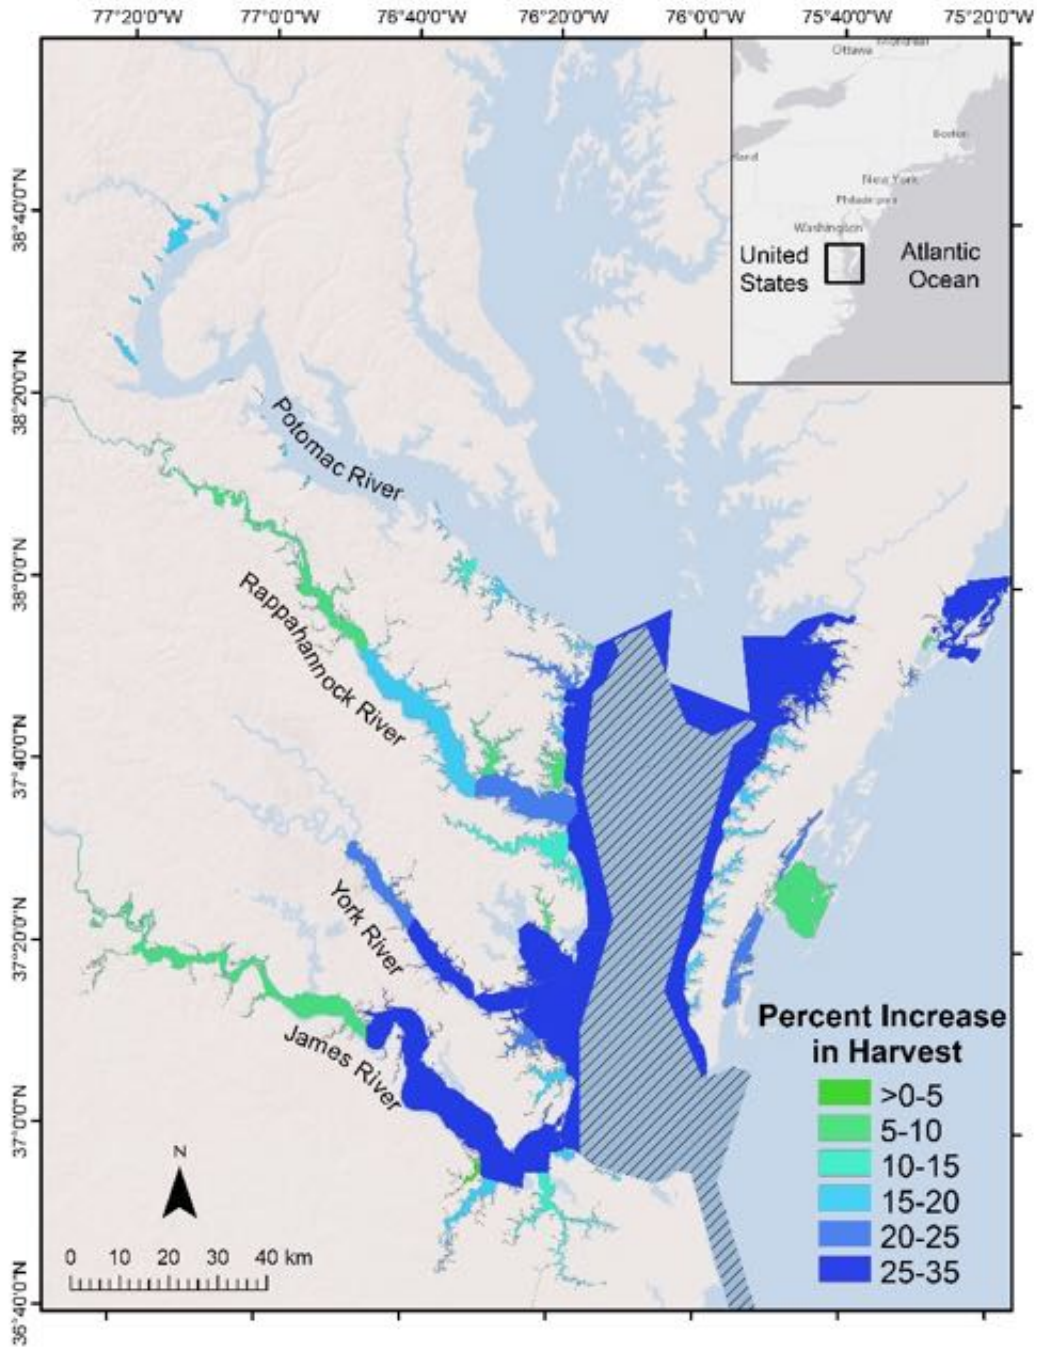 77°20'0"W 77°0'0"W 76°40'0"W 76°20'0"W 76°0'0"W 75°40'0"W 75°20'0"W
Ottawa
Boston
New York
Philadelphia
Washington
United
States
Atlantic
Ocean
38°40'0"N
38°20'0"N
38°0'0"N
37°40'0"N
37°20'0"N
37°0'0"N
36°40'0"N
Potomac River
Rappahannock River
York River
James River
N
0 10 20 30 40 km
Percent Increase
in Harvest
>0-5
5-10
10-15
15-20
20-25
25-35